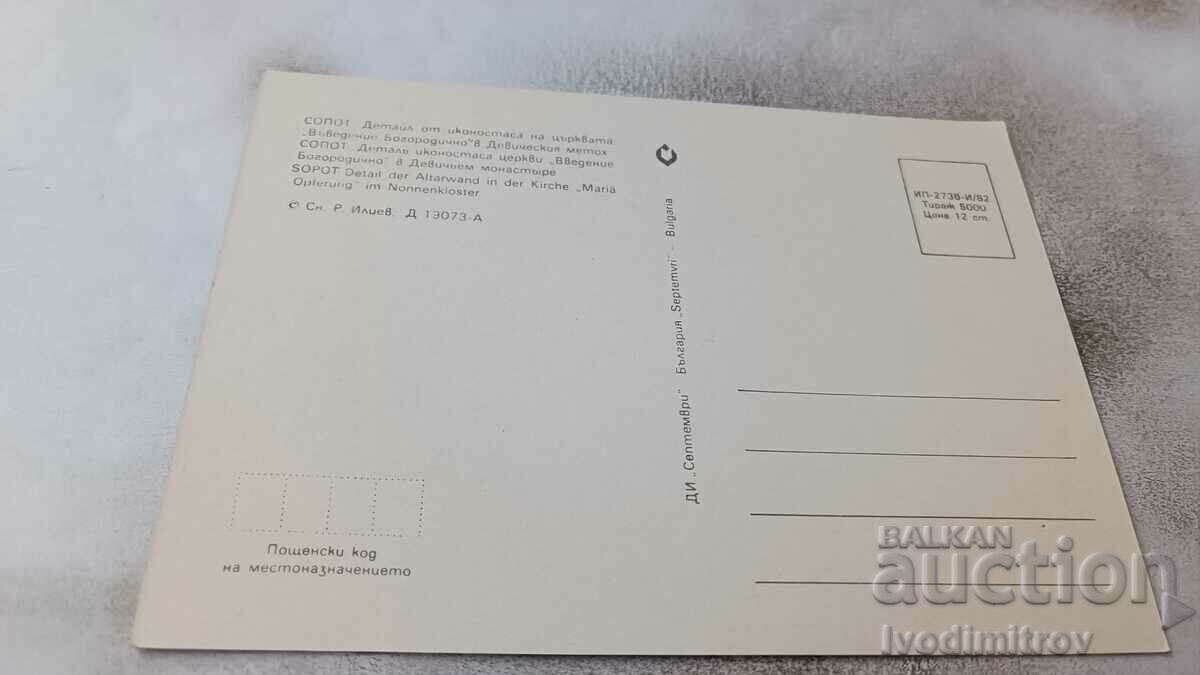 СОПОТ Детайл от иконостаса на църквата
„Въведение Богородично" в Девическия метох
СОПОТ. Деталь иконостаса церкви „Введение
Богородично" в Девичьем монастыре
SOPOT Detail der Altarwand in der Kirche „Maria
Opferung" im Nonnenkloster
© Сн. Р. Илиев. Д 19073-А
ИП-2738-И/82
Тираж 5000
Цена 12 ст.
ДИ „Септември" България „Septemvri" - Bulgaria
Пощенски код
на местоназначението
BALKAN
auction
Ivodimitrov